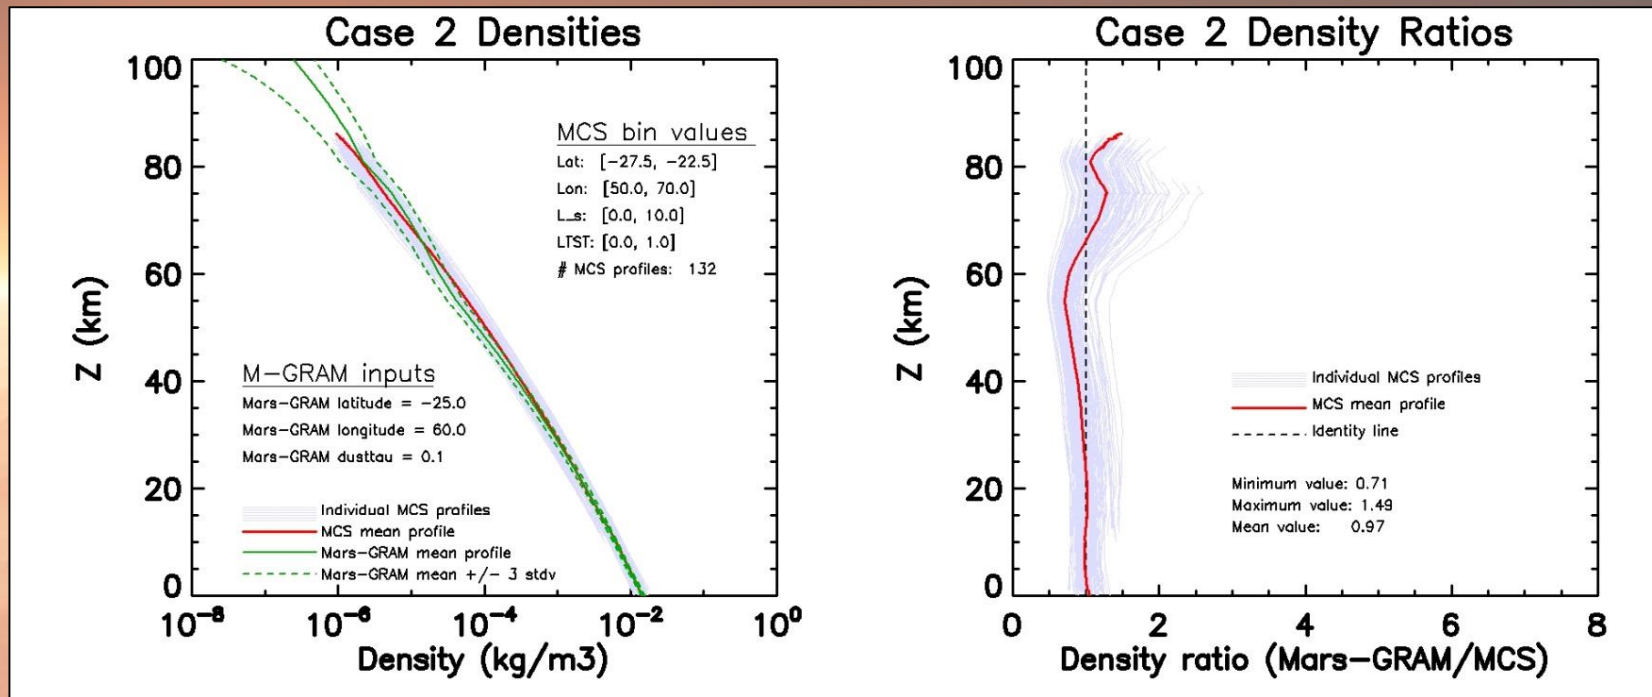 Case 2 Densities
100
80
60
40
20
0
Z (km)
10⁻⁸
10⁻⁶
10⁻⁴
10⁻²
10⁰
Density (kg/m3)
MCS bin values
Lat: [-27.5, -22.5]
Lon: [50.0, 70.0]
L_s: [0.0, 10.0]
LTST: [0.0, 1.0]
# MCS profiles: 132
M-GRAM inputs
Mars-GRAM latitude = -25.0
Mars-GRAM longitude = 60.0
Mars-GRAM dusttau = 0.1
Individual MCS profiles
MCS mean profile
Mars-GRAM mean profile
Mars-GRAM mean +/- 3 stdv
Case 2 Density Ratios
100
80
60
40
20
0
Z (km)
0
2
4
6
8
Density ratio (Mars-GRAM/MCS)
Individual MCS profiles
MCS mean profile
Identity line
Minimum value: 0.71
Maximum value: 1.49
Mean value: 0.97